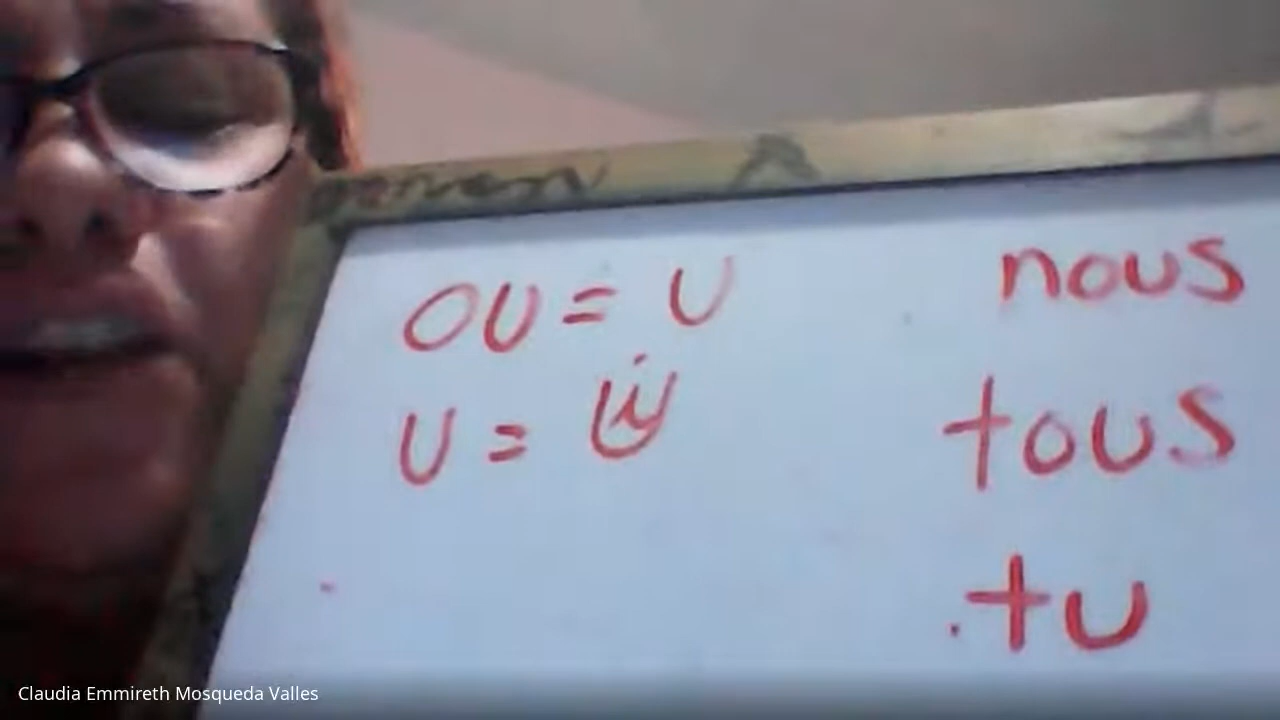 OU = U
nous
U =
tous
tu
Claudia Emmireth Mosqueda Valles